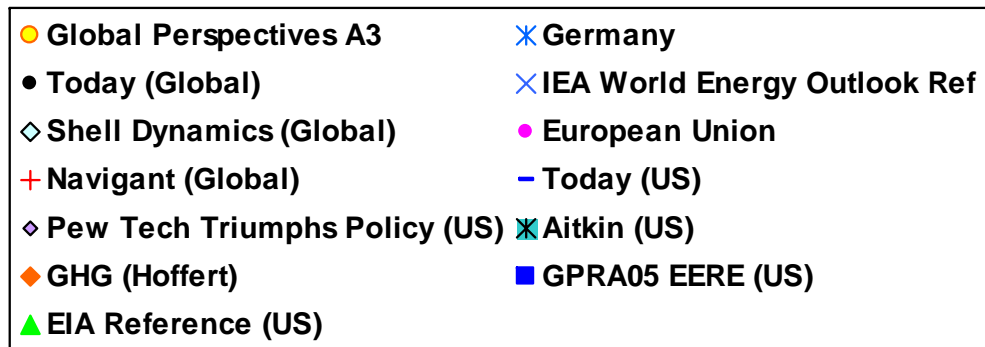 Global Perspectives A3
Germany
Today (Global)
IEA World Energy Outlook Ref
Shell Dynamics (Global)
European Union
Navigant (Global)
Today (US)
Pew Tech Triumphs Policy (US)
Aitkin (US)
GHG (Hoffert)
GPRA05 EERE (US)
EIA Reference (US)